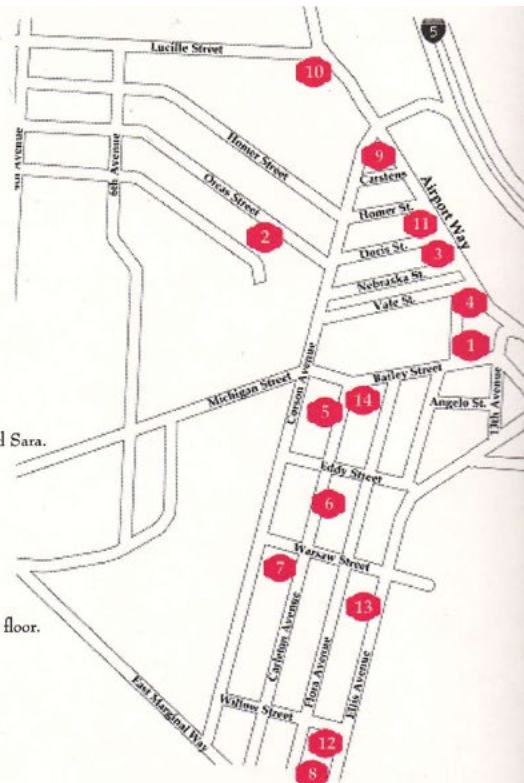 5
Lucille Street
10
Homer Street
4th Avenue
6th Avenue
9
Carstens
Airport Way
Orcas Street
Homer St.
11
2
Doris St.
3
Nebraska St.
4
Vale St.
1
Bailey Street
Michigan Street
Corson Avenue
14
5
Angelo St.
13th Avenue
d Sara.
Eddy Street
6
Warsaw Street
7
13
Carleton Avenue
Flora Avenue
Ellis Avenue
floor.
East Marginal Way
Willow Street
12
8